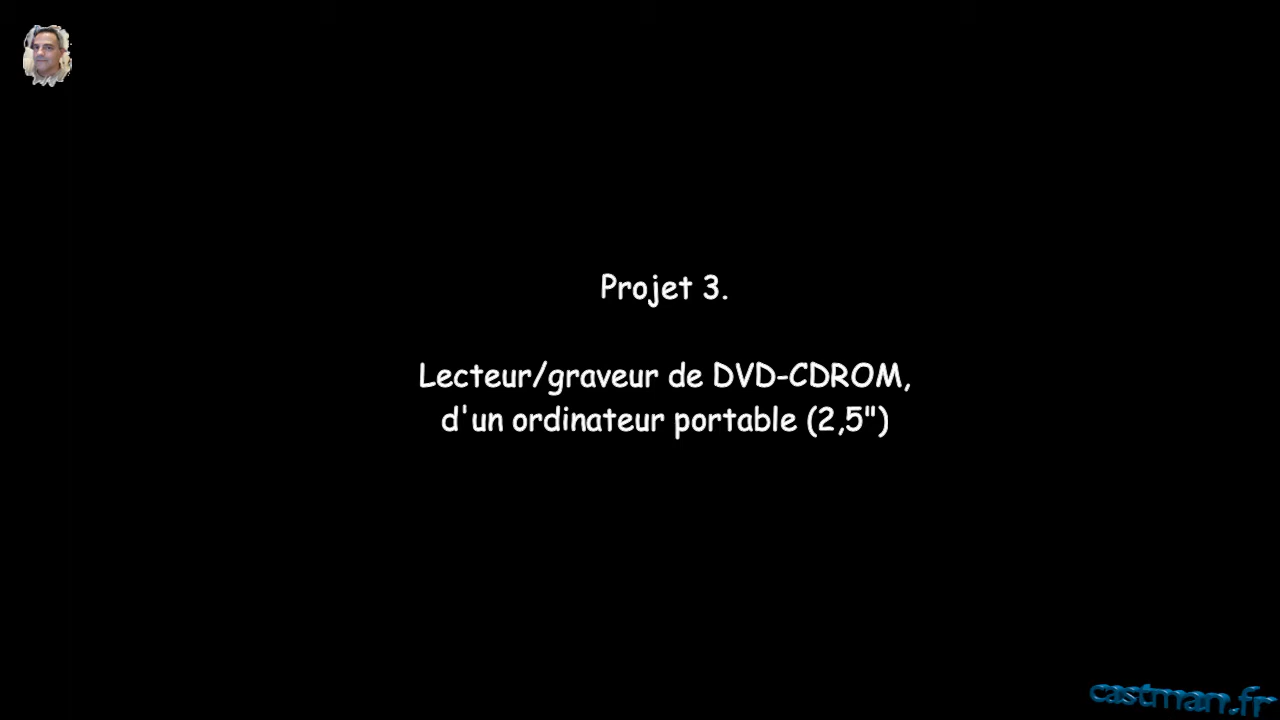 Projet 3.
Lecteur/graveur de DVD-CDROM,
d'un ordinateur portable (2,5")
castman.fr